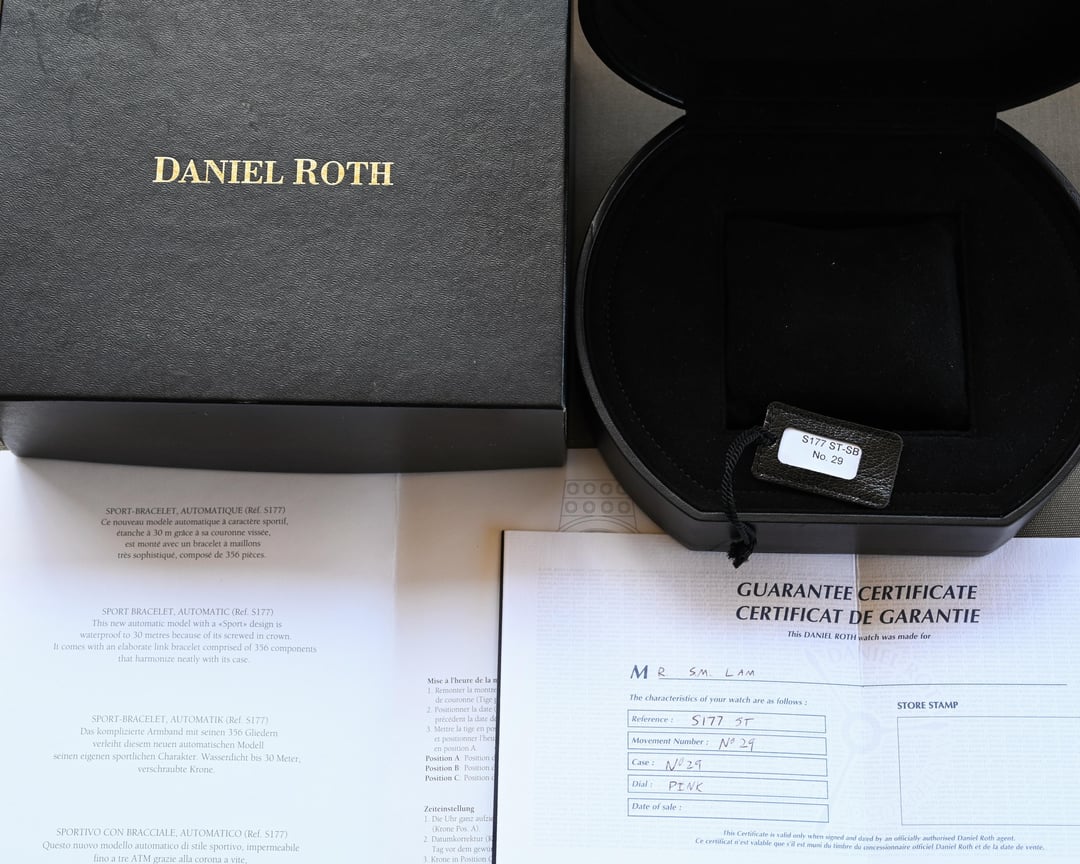 DANIEL ROTH
S177 ST-SB
No. 29
SPORT-BRACELET, AUTOMATIQUE (Réf. S177)
Ce nouveau modèle automatique à caractère sportif,
étanche à 30 m grâce à sa couronne vissée,
est monté avec un bracelet à maillons
très sophistiqué, composé de 356 pièces.
SPORT BRACELET, AUTOMATIC (Ref. S177)
This new automatic model with a «Sport» design is
waterproof to 30 metres because of its screwed in crown.
It comes with an elaborate link bracelet comprised of 356 components
that harmonize neatly with its case.
SPORT-BRACELET, AUTOMATIK (Ref. S177)
Das komplizierte Armband mit seinen 356 Gliedern
verleiht diesem neuen automatischen Modell
seinen eigenen sportlichen Charakter. Wasserdicht bis 30 Meter,
verschraubte Krone.
SPORTIVO CON BRACCIALE, AUTOMATICO (Ref. S177)
Questo nuovo modello automatico di stile sportivo, impermeabile
fino a tre ATM grazie alla corona a vite,
Mise à l'heure de la
1. Remonter la montre
de couronne (Tige
2. Positionner la date
précédent la date
3. Mettre la tige en
et positionner
en position A.
Position A: Position
Position B: Position
Position C: Position
Zeiteinstellung
1. Die Uhr ganz
(Krone Pos. A).
2. Datumkorrektur
Tag vor dem
3. Krone in Position
GUARANTEE CERTIFICATE
CERTIFICAT DE GARANTIE
This DANIEL ROTH watch was made for
MR SM. LAM
The characteristics of your watch are as follows :
Reference : S177 ST
Movement Number : Nº 29
Case : Nº 29
Dial : PINK
Date of sale :
STORE STAMP
This Certificate is valid only when signed and dated by an officially authorised Daniel Roth agent.
Ce certificat n'est valable que s'il est muni du timbre du concessionnaire officiel Daniel Roth et de la date de vente.